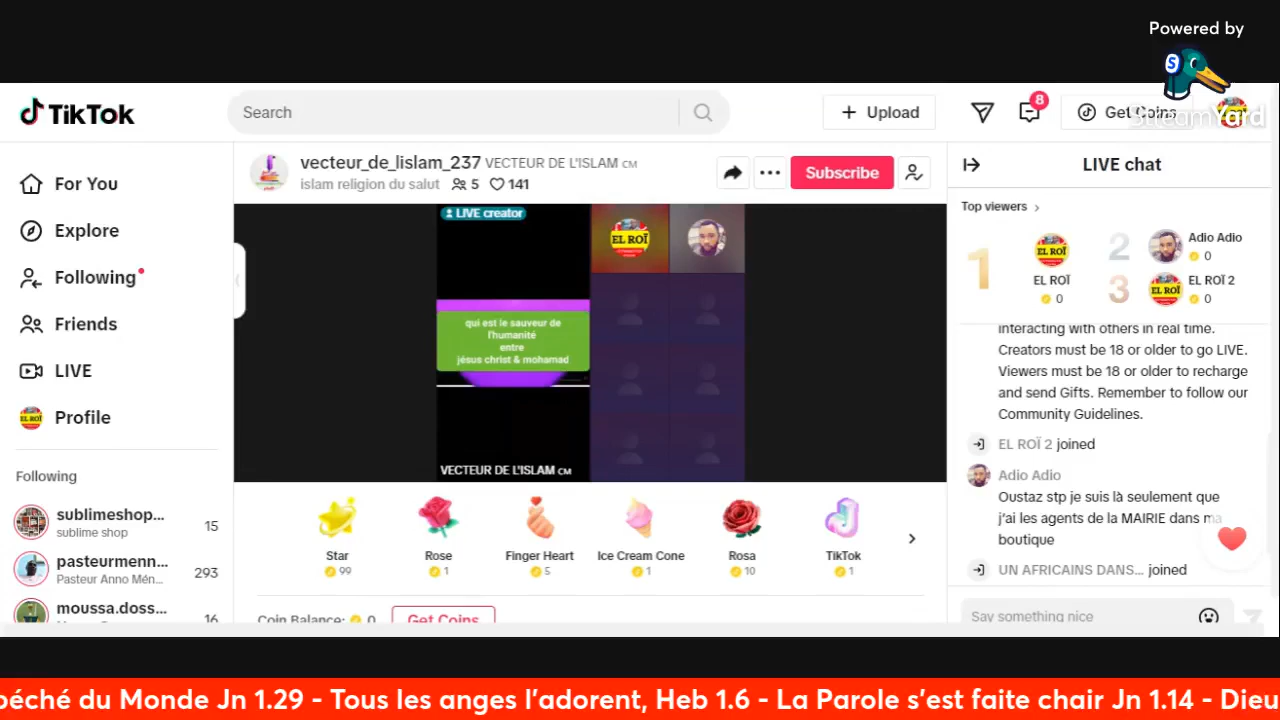 Powered by
StreamYard
TikTok
Search
+ Upload
8
Get Coins
For You
Explore
Following
Friends
LIVE
EL ROÏ
Profile
Following
sublimeshop...
sublime shop
15
pasteurmenn...
Pasteur Anno Mén...
293
moussa.doss...
16
vecteur_de_lislam_237 VECTEUR DE L'ISLAM CM
islam religion du salut 5 141
Subscribe
LIVE creator
EL ROÏ
qui est le sauveur de
l'humanité
entre
jésus christ & mohamad
VECTEUR DE L'ISLAM CM
Star
99
Rose
1
Finger Heart
5
Ice Cream Cone
1
Rosa
10
TikTok
1
Coin Balance: 0
Get Coins
LIVE chat
Top viewers
1
EL ROÏ
EL ROÏ
0
2
Adio Adio
0
3
EL ROÏ
EL ROÏ 2
0
interacting with others in real time.
Creators must be 18 or older to go LIVE.
Viewers must be 18 or older to recharge
and send Gifts. Remember to follow our
Community Guidelines.
EL ROÏ 2 joined
Adio Adio
Oustaz stp je suis là seulement que
j'ai les agents de la MAIRIE dans ma
boutique
UN AFRICAINS DANS... joined
Say something nice
péché du Monde Jn 1.29 - Tous les anges l'adorent, Heb 1.6 - La Parole s'est faite chair Jn 1.14 - Dieu